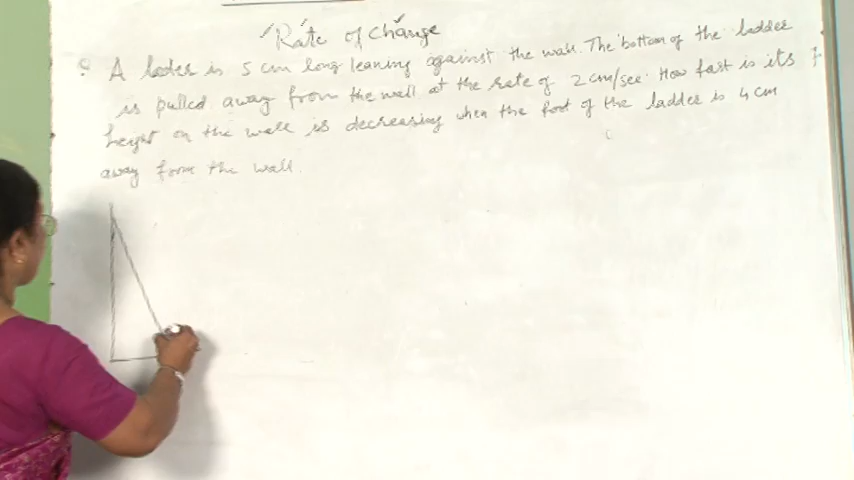 Rate of Change
Q A lader is 5 cm long leaning against the wall. The bottom of the ladder
is pulled away from the wall at the rate of 2 cm/sec. How fast is its
height on the wall is decreasing when the foot of the ladder is 4 cm
away from the wall.